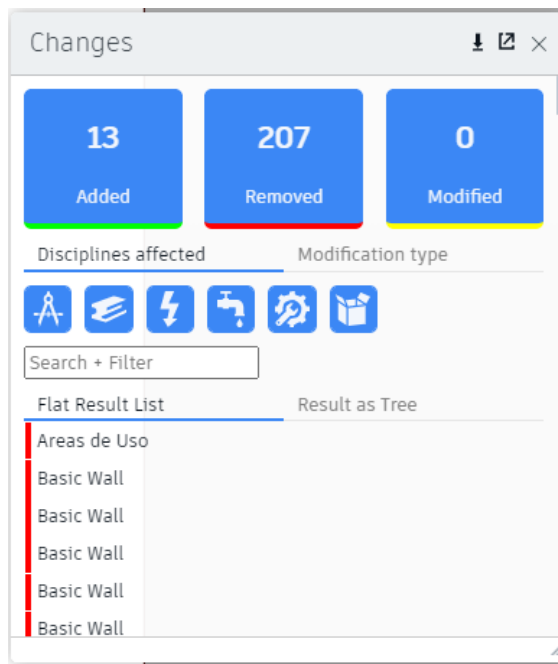 Changes
13
207
0
Added
Removed
Modified
Disciplines affected
Modification type
Search + Filter
Flat Result List
Result as Tree
Areas de Uso
Basic Wall
Basic Wall
Basic Wall
Basic Wall
Basic Wall